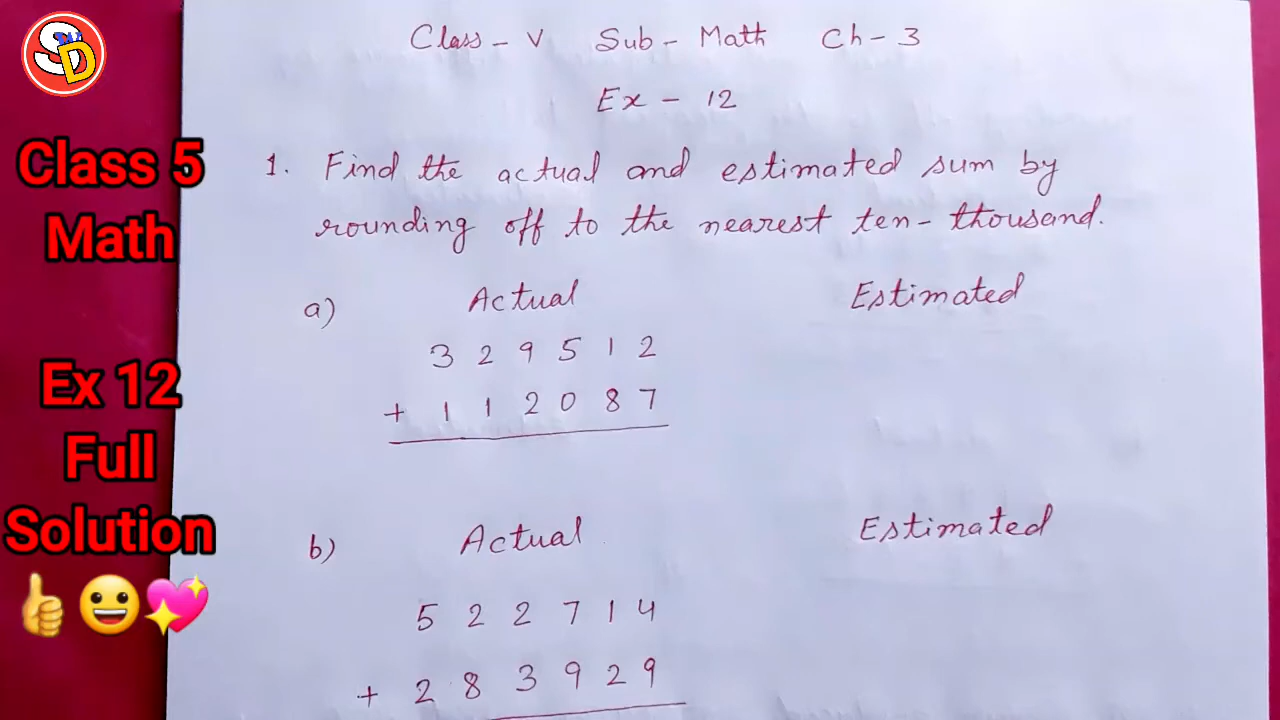 SD
Class - V Sub - Math Ch - 3
Ex - 12
Class 5
Math
Ex 12
Full
Solution
👍😀💖
1. Find the actual and estimated sum by
rounding off to the nearest ten-thousand.
a) Actual Estimated
3 2 9 5 1 2
+ 1 1 2 0 8 7
b) Actual Estimated
5 2 2 7 1 4
+ 2 8 3 9 2 9